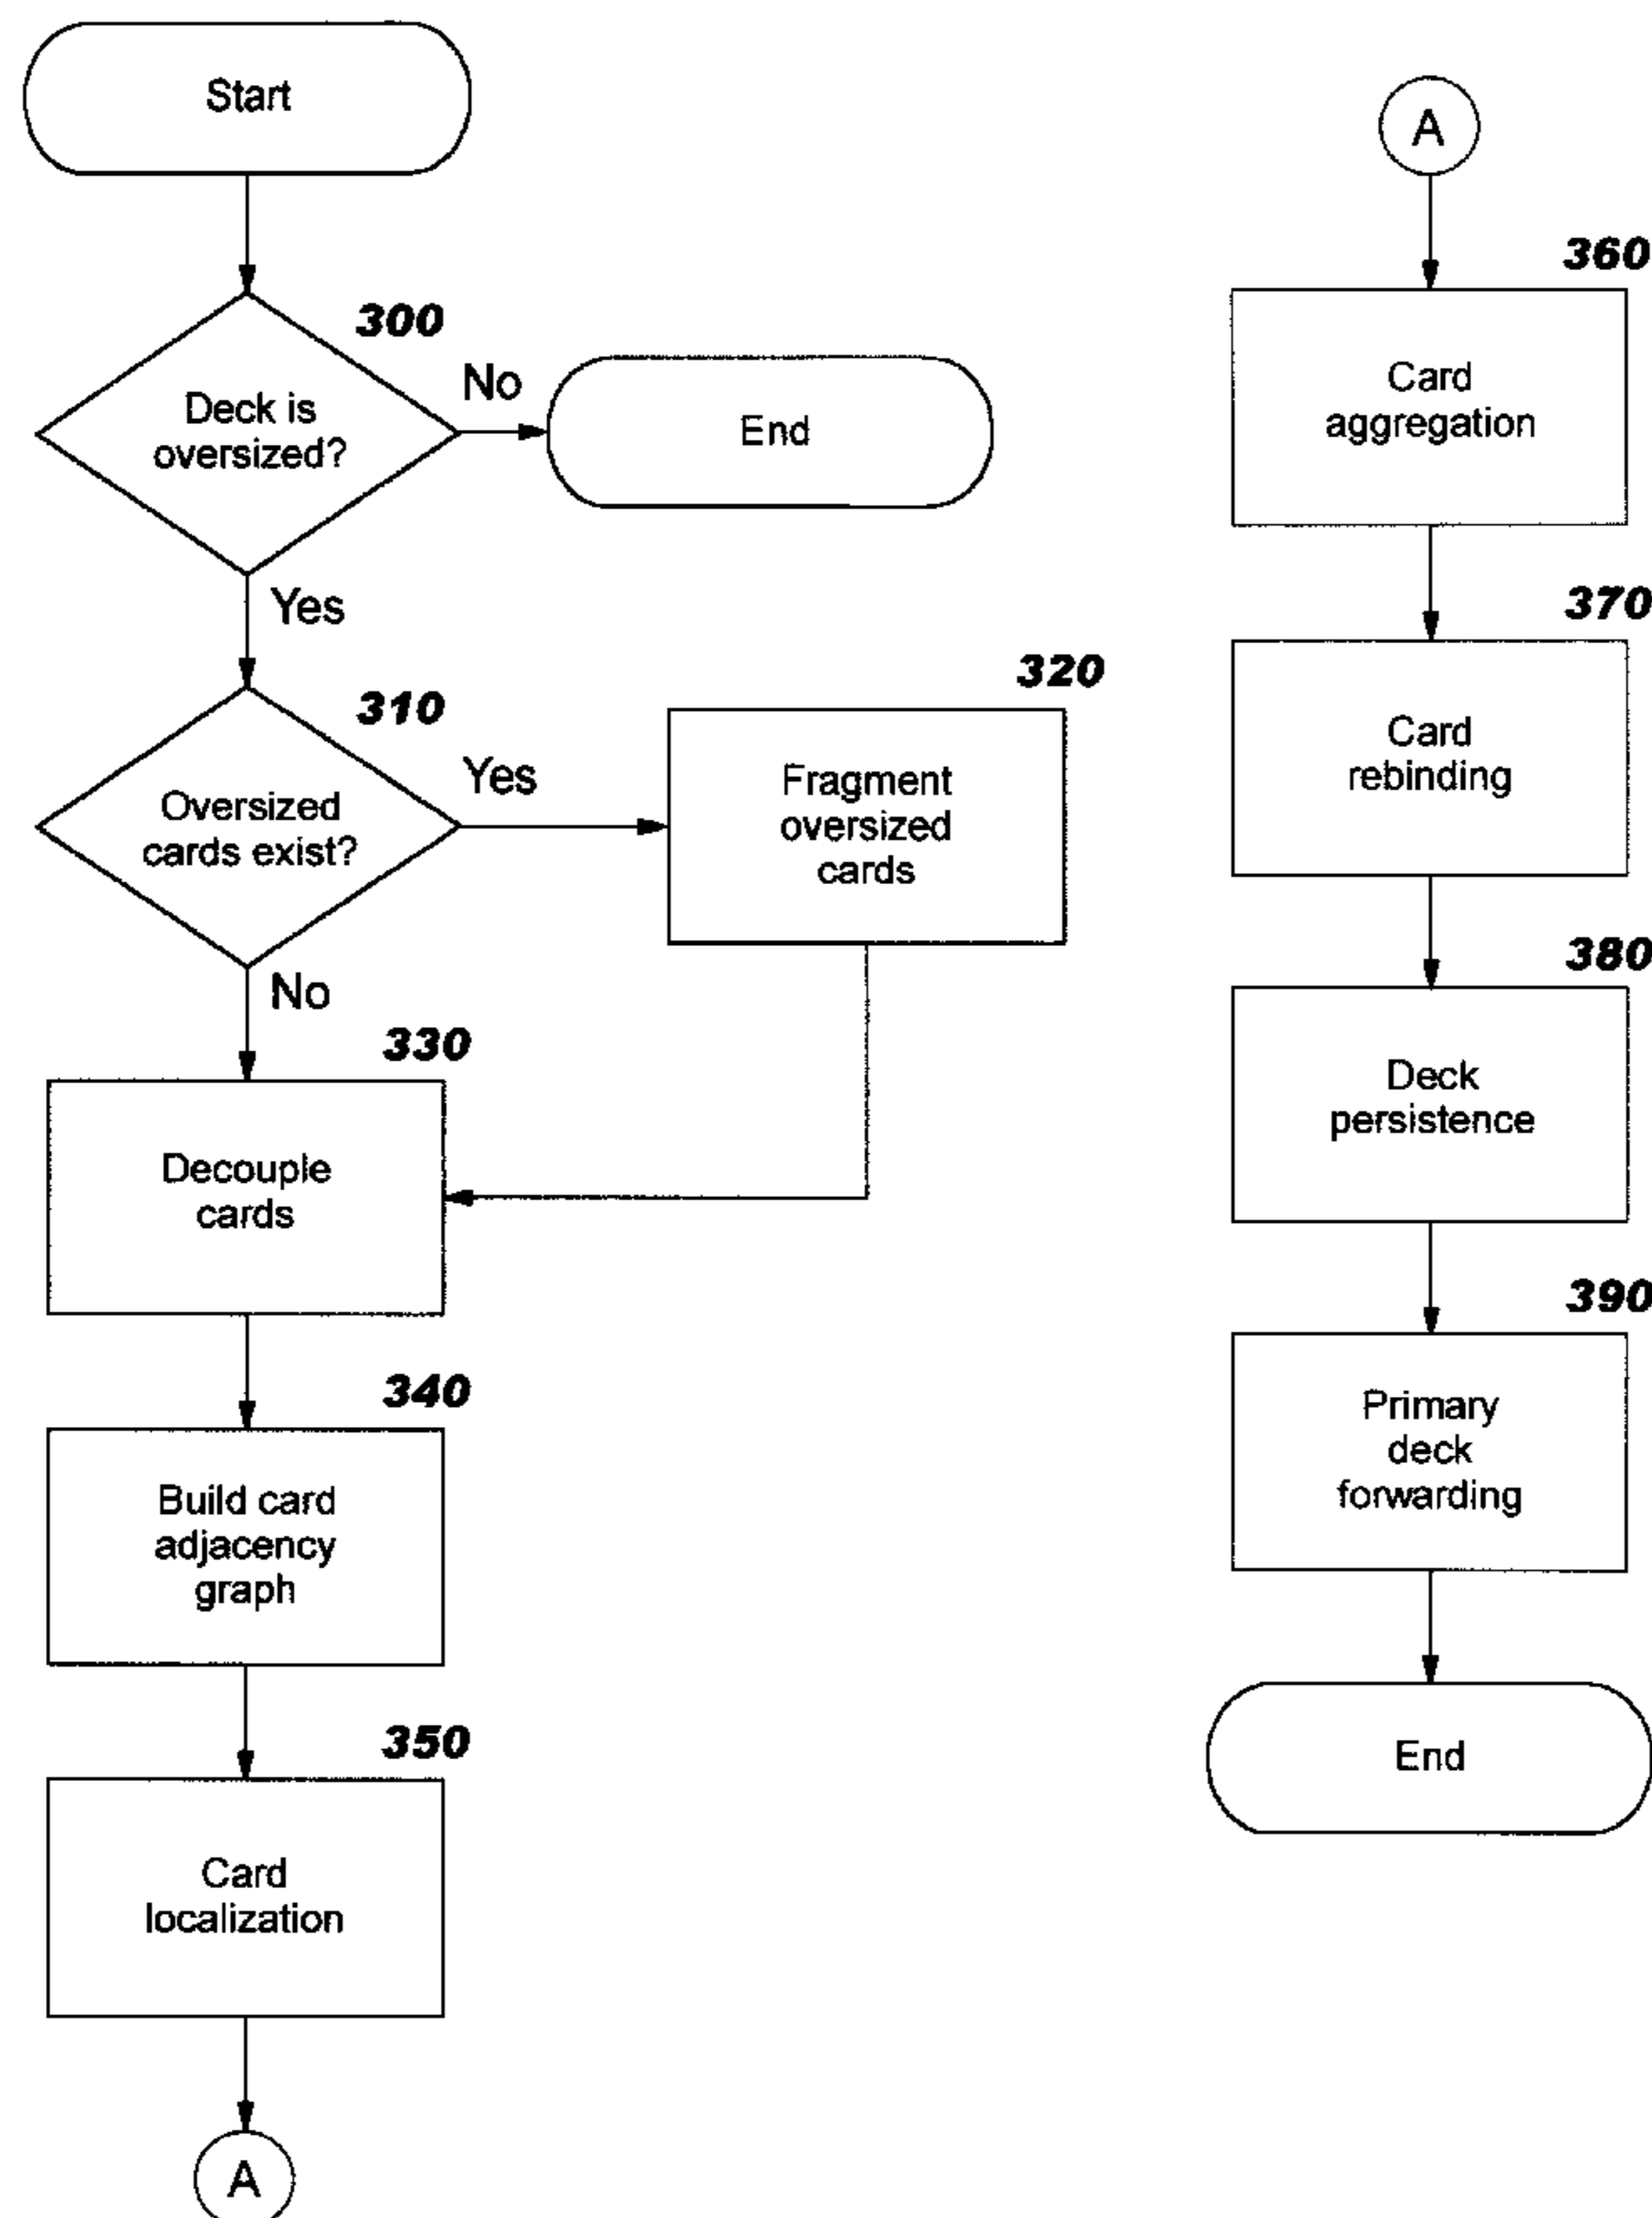 Start
300
Deck is
oversized?
No
End
Yes
310
Oversized
cards exist?
Yes
320
Fragment
oversized
cards
No
330
Decouple
cards
340
Build card
adjacency
graph
350
Card
localization
A
A
360
Card
aggregation
370
Card
rebinding
380
Deck
persistence
390
Primary
deck
forwarding
End